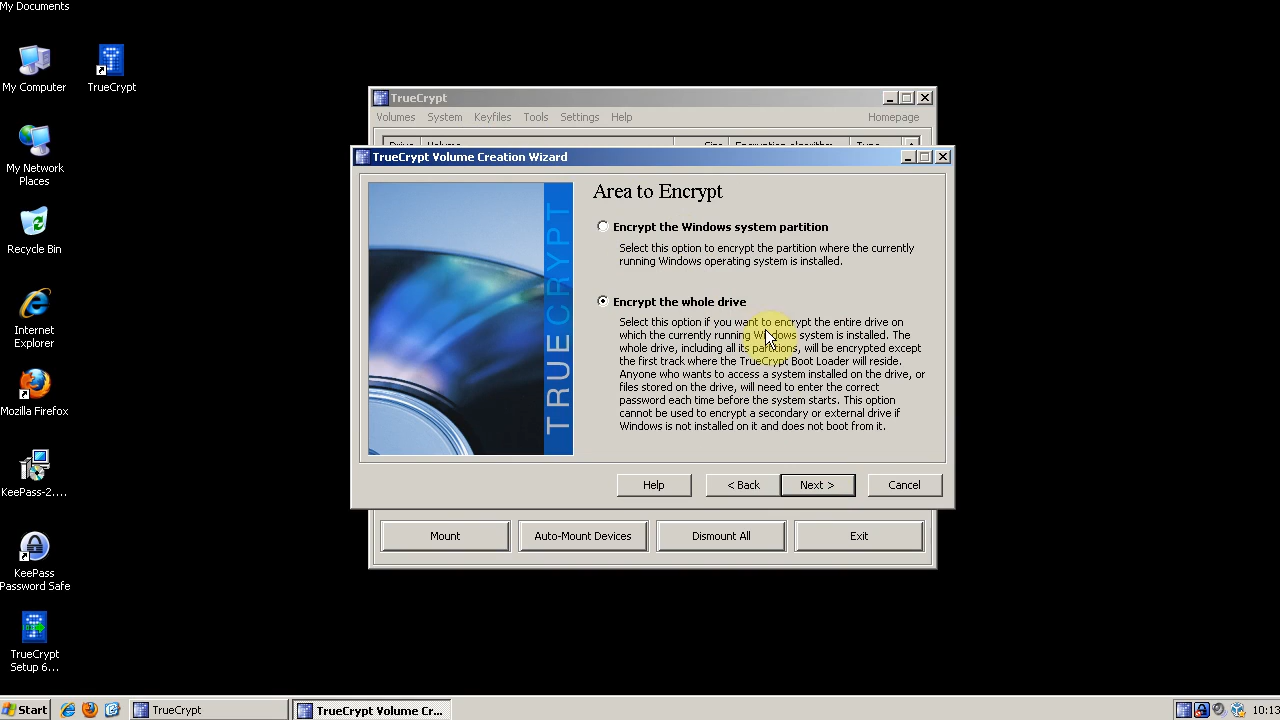 My Documents
My Computer
TrueCrypt
My Network
Places
Recycle Bin
Internet
Explorer
Mozilla Firefox
KeePass-2....
KeePass
Password Safe
TrueCrypt
Setup 6...
TrueCrypt
Volumes System Keyfiles Tools Settings Help Homepage
Drive Volume Size Encryption algorithm Type
TrueCrypt Volume Creation Wizard
TRUECRYPT
Area to Encrypt
Encrypt the Windows system partition
Select this option to encrypt the partition where the currently
running Windows operating system is installed.
Encrypt the whole drive
Select this option if you want to encrypt the entire drive on
which the currently running Windows system is installed. The
whole drive, including all its partitions, will be encrypted except
the first track where the TrueCrypt Boot Loader will reside.
Anyone who wants to access a system installed on the drive, or
files stored on the drive, will need to enter the correct
password each time before the system starts. This option
cannot be used to encrypt a secondary or external drive if
Windows is not installed on it and does not boot from it.
Help < Back Next > Cancel
Mount Auto-Mount Devices Dismount All Exit
Start TrueCrypt TrueCrypt Volume Cr... 10:13